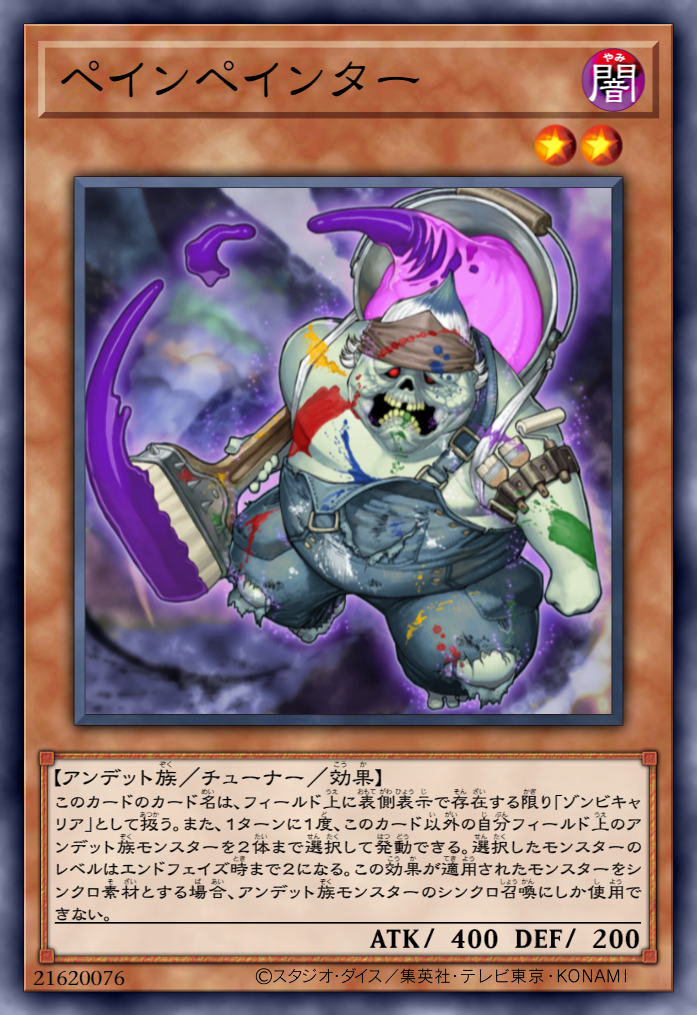 ペインペインター
やみ
闇
【アンデット族／チューナー／効果】
このカードのカード名は、フィールド上に表側表示で存在する限り「ゾンビキャ
リア」として扱う。また、1ターンに1度、このカード以外の自分フィールド上のア
ンデット族モンスターを２体まで選択して発動できる。選択したモンスターの
レベルはエンドフェイズ時まで２になる。この効果が適用されたモンスターをシ
ンクロ素材とする場合、アンデット族モンスターのシンクロ召喚にしか使用で
きない。
ATK/ 400 DEF/ 200
21620076 ©スタジオ・ダイス／集英社・テレビ東京・KONAMI